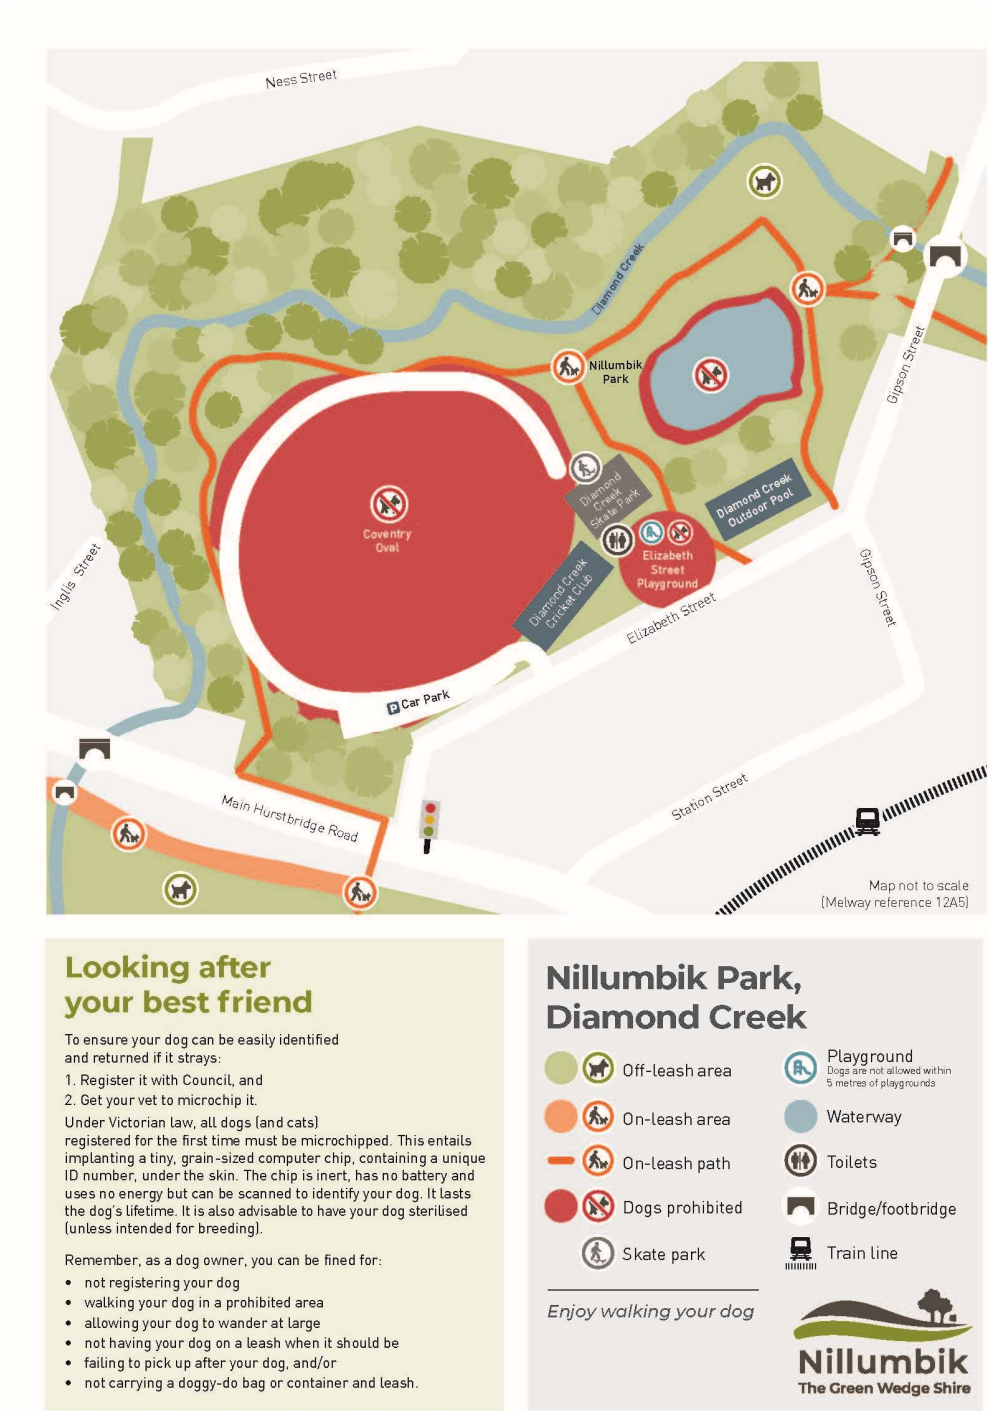 Ness Street
Diamond Creek
Gipson Street
Nillumbik
Park
Coventry
Oval
Diamond
Creek
Skate Park
Diamond Creek
Outdoor Pool
Elizabeth
Street
Playground
Diamond Creek
Cricket Club
Inglis Street
Gipson Street
Elizabeth Street
P Car Park
Main Hurstbridge Road
Station Street
Map not to scale
(Melway reference 12A5)
Looking after
your best friend
To ensure your dog can be easily identified
and returned if it strays:
1. Register it with Council, and
2. Get your vet to microchip it.
Under Victorian law, all dogs (and cats)
registered for the first time must be microchipped. This entails
implanting a tiny, grain-sized computer chip, containing a unique
ID number, under the skin. The chip is inert, has no battery and
uses no energy but can be scanned to identify your dog. It lasts
the dog's lifetime. It is also advisable to have your dog sterilised
(unless intended for breeding).
Remember, as a dog owner, you can be fined for:
• not registering your dog
• walking your dog in a prohibited area
• allowing your dog to wander at large
• not having your dog on a leash when it should be
• failing to pick up after your dog, and/or
• not carrying a doggy-do bag or container and leash.
Nillumbik Park,
Diamond Creek
Off-leash area
On-leash area
On-leash path
Dogs prohibited
Skate park
Playground
Dogs are not allowed within
5 metres of playgrounds
Waterway
Toilets
Bridge/footbridge
Train line
Enjoy walking your dog
Nillumbik
The Green Wedge Shire